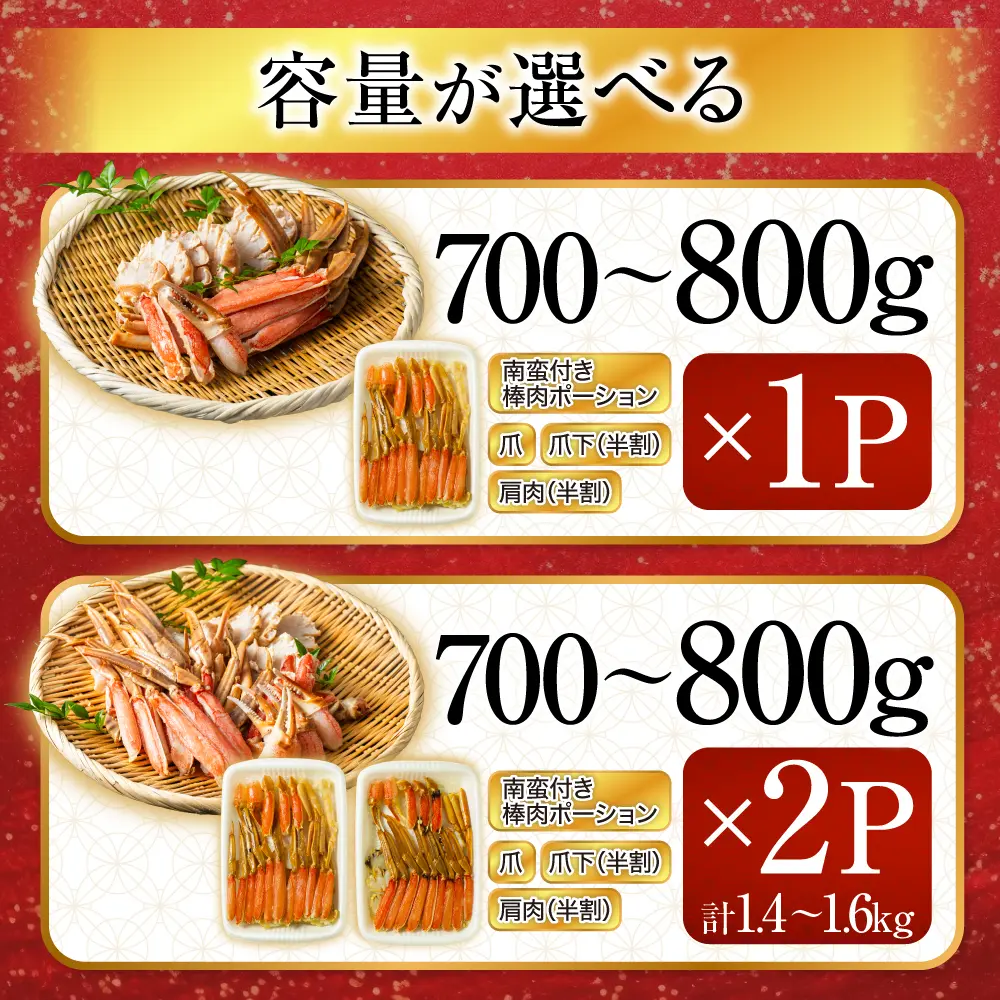 容量が選べる
700～800g
南蛮付き
棒肉ポーション
爪 爪下(半割)
肩肉(半割)
×1P
700～800g
南蛮付き
棒肉ポーション
爪 爪下(半割)
肩肉(半割)
×2P
計1.4～1.6kg